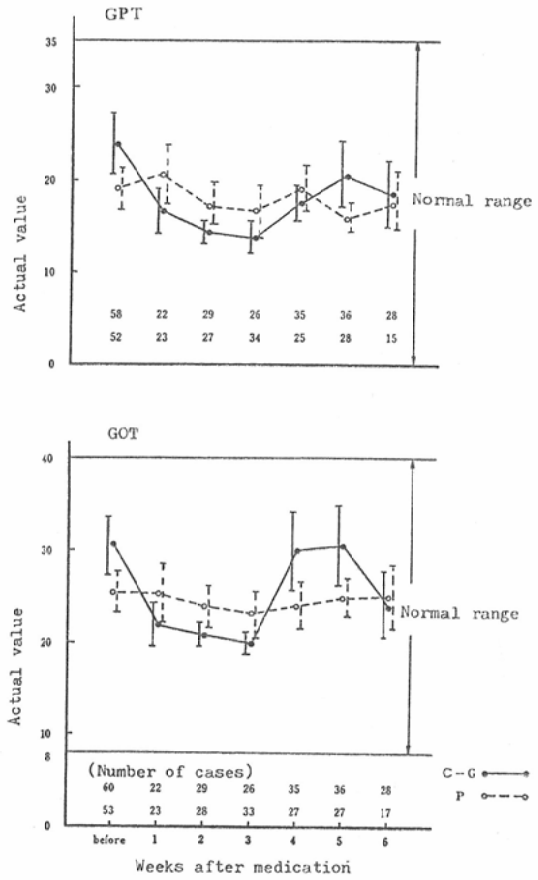 GPT
35
30
20
10
0
Actual value
Normal range
58 22 29 26 35 36 28
52 23 27 34 25 28 15
GOT
40
30
20
10
8
0
Actual value
Normal range
(Number of cases)
60 22 29 26 35 36 28
53 23 28 33 27 27 17
C-G
P
before 1 2 3 4 5 6
Weeks after medication